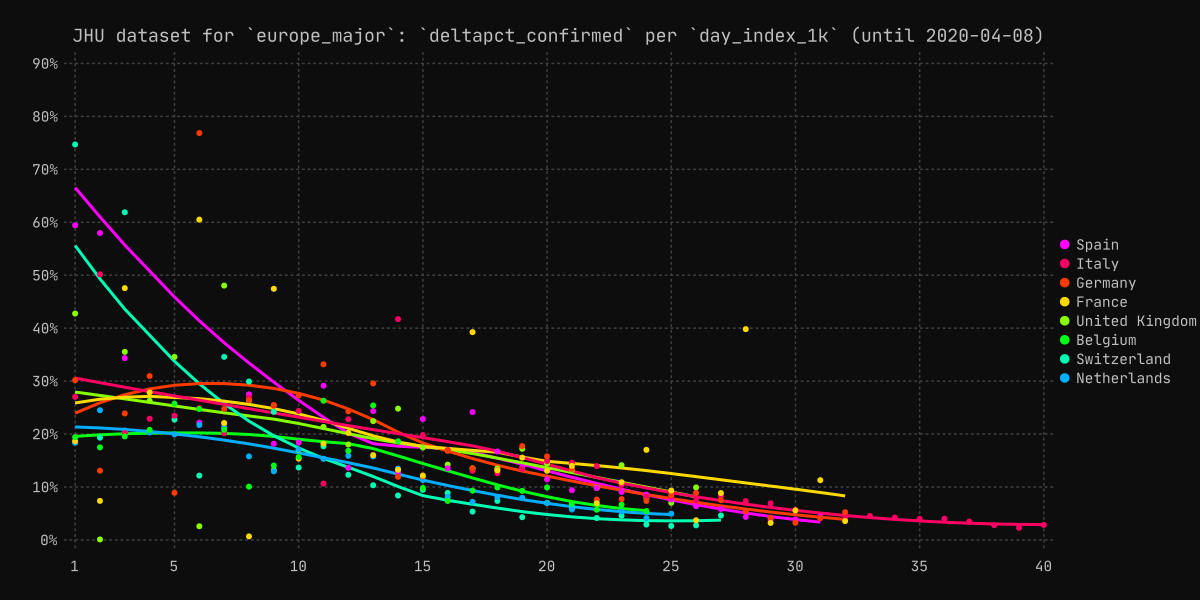 JHU dataset for `europe_major`: `deltapct_confirmed` per `day_index_1k` (until 2020-04-08)
90%
80%
70%
60%
50%
40%
30%
20%
10%
0%
1 5 10 15 20 25 30 35 40
Spain
Italy
Germany
France
United Kingdom
Belgium
Switzerland
Netherlands